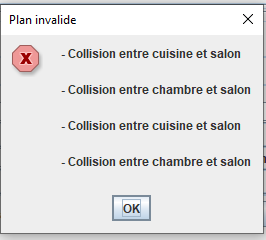 Plan invalide
- Collision entre cuisine et salon
- Collision entre chambre et salon
- Collision entre cuisine et salon
- Collision entre chambre et salon
OK